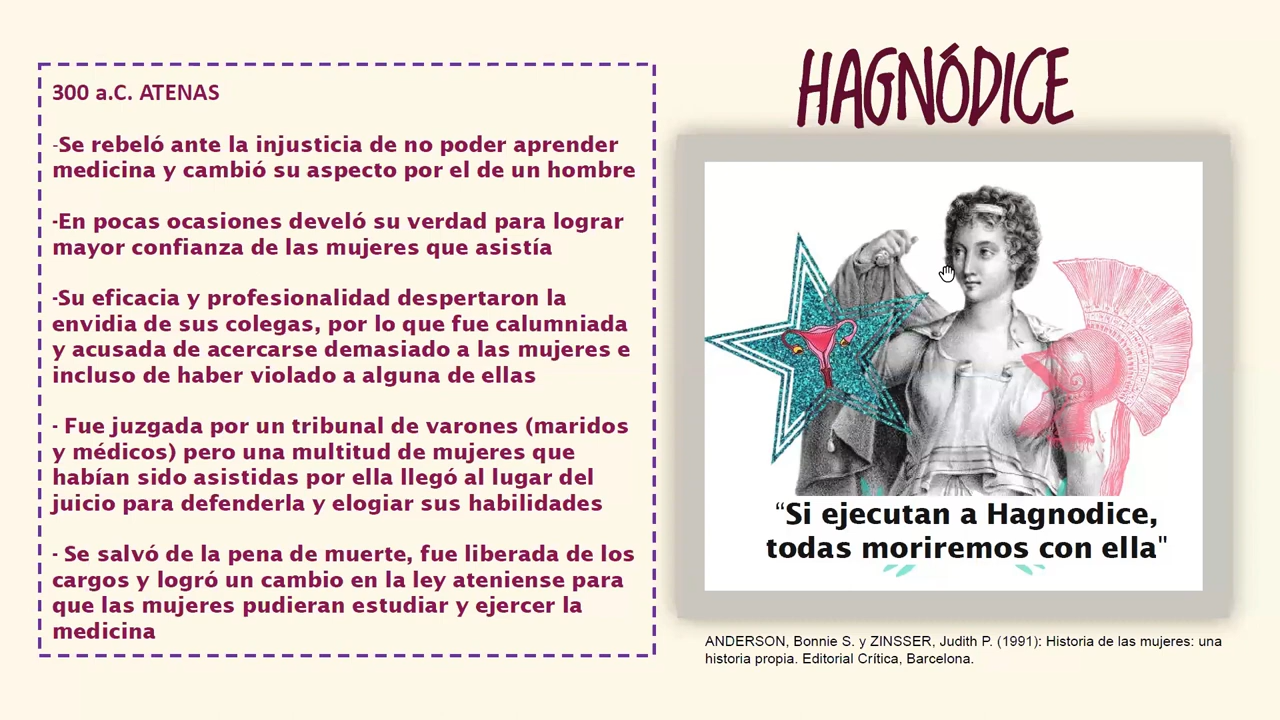 HAGNÓDICE
300 a.C. ATENAS
-Se rebeló ante la injusticia de no poder aprender
medicina y cambió su aspecto por el de un hombre
-En pocas ocasiones develó su verdad para lograr
mayor confianza de las mujeres que asistía
-Su eficacia y profesionalidad despertaron la
envidia de sus colegas, por lo que fue calumniada
y acusada de acercarse demasiado a las mujeres e
incluso de haber violado a alguna de ellas
- Fue juzgada por un tribunal de varones (maridos
y médicos) pero una multitud de mujeres que
habían sido asistidas por ella llegó al lugar del
juicio para defenderla y elogiar sus habilidades
- Se salvó de la pena de muerte, fue liberada de los
cargos y logró un cambio en la ley ateniense para
que las mujeres pudieran estudiar y ejercer la
medicina
“Si ejecutan a Hagnodice,
todas moriremos con ella"
ANDERSON, Bonnie S. y ZINSSER, Judith P. (1991): Historia de las mujeres: una
historia propia. Editorial Crítica, Barcelona.